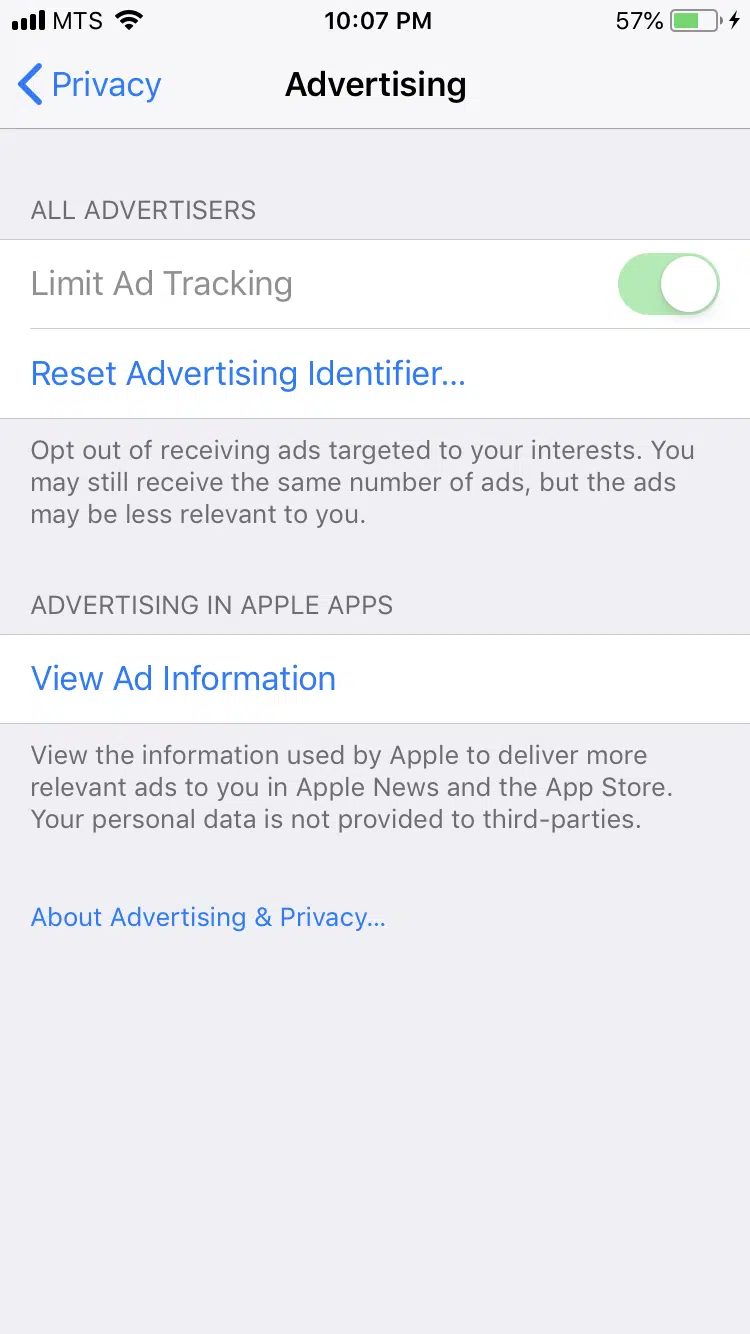 MTS 10:07 PM 57%
Privacy Advertising
ALL ADVERTISERS
Limit Ad Tracking
Reset Advertising Identifier...
Opt out of receiving ads targeted to your interests. You
may still receive the same number of ads, but the ads
may be less relevant to you.
ADVERTISING IN APPLE APPS
View Ad Information
View the information used by Apple to deliver more
relevant ads to you in Apple News and the App Store.
Your personal data is not provided to third-parties.
About Advertising & Privacy...